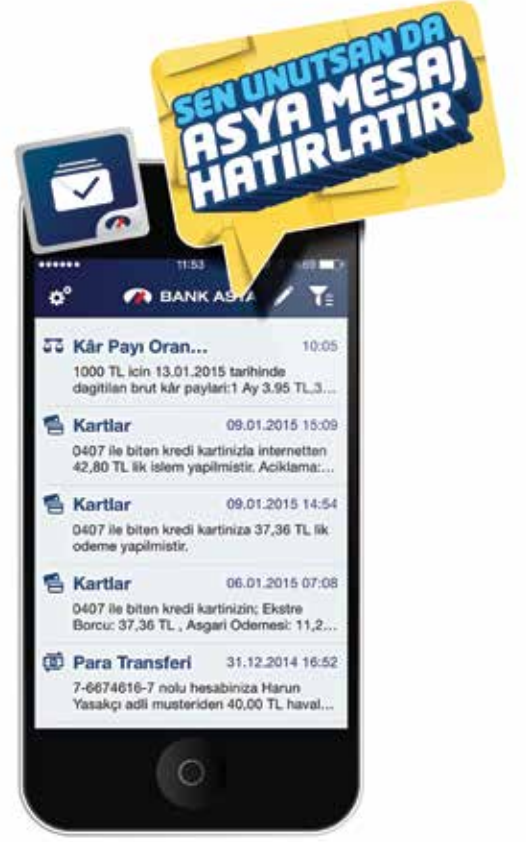 SEN UNUTSAN DA
ASYA MESAJ
HATIRLATIR
11:53
BANK ASYA
Kâr Payı Oran...
10:05
1000 TL icin 13.01.2015 tarihinde
dagitilan brut kâr paylari:1 Ay 3.95 TL,3...
Kartlar
09.01.2015 15:09
0407 ile biten kredi kartinizla internetten
42,80 TL lik islem yapilmistir. Aciklama:...
Kartlar
09.01.2015 14:54
0407 ile biten kredi kartiniza 37,36 TL lik
odeme yapilmistir.
Kartlar
06.01.2015 07:08
0407 ile biten kredi kartinizin; Ekstre
Borcu: 37,36 TL , Asgari Odemesi: 11,2...
Para Transferi
31.12.2014 16:52
7-6674616-7 nolu hesabiniza Harun
Yasakçı adli musteriden 40,00 TL haval...